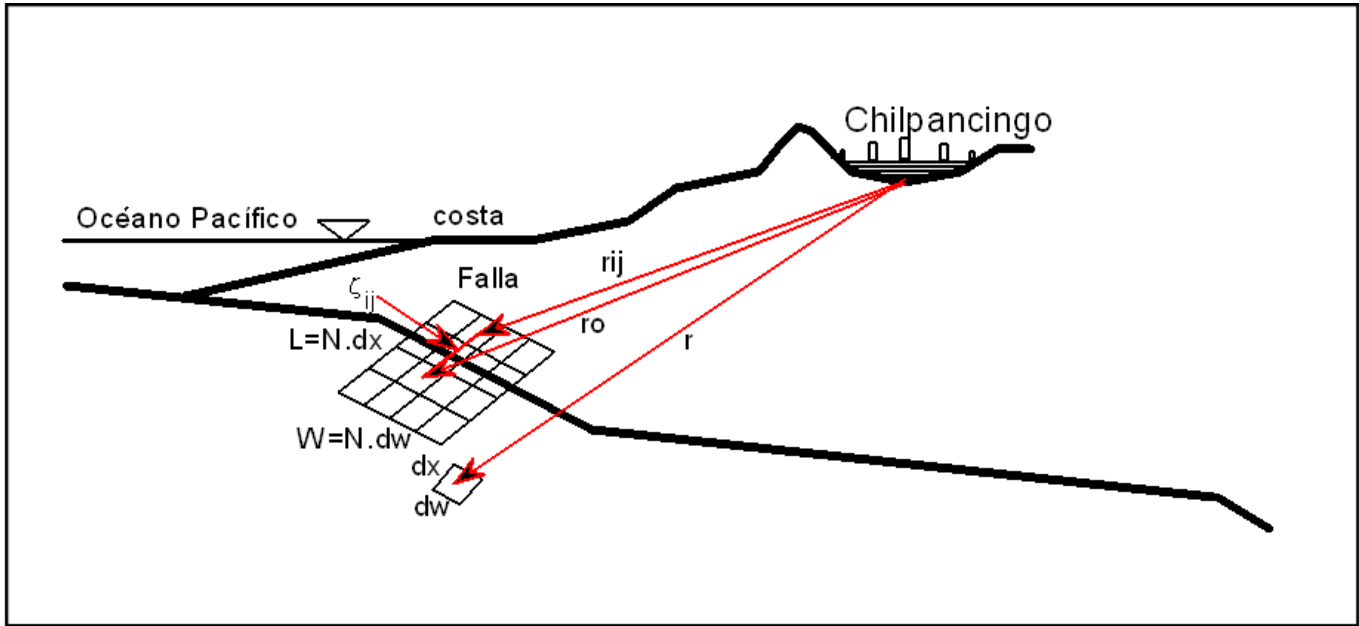 Chilpancingo
Océano Pacífico
costa
rij
Falla
ζij
ro
r
L=N.dx
W=N.dw
dx
dw